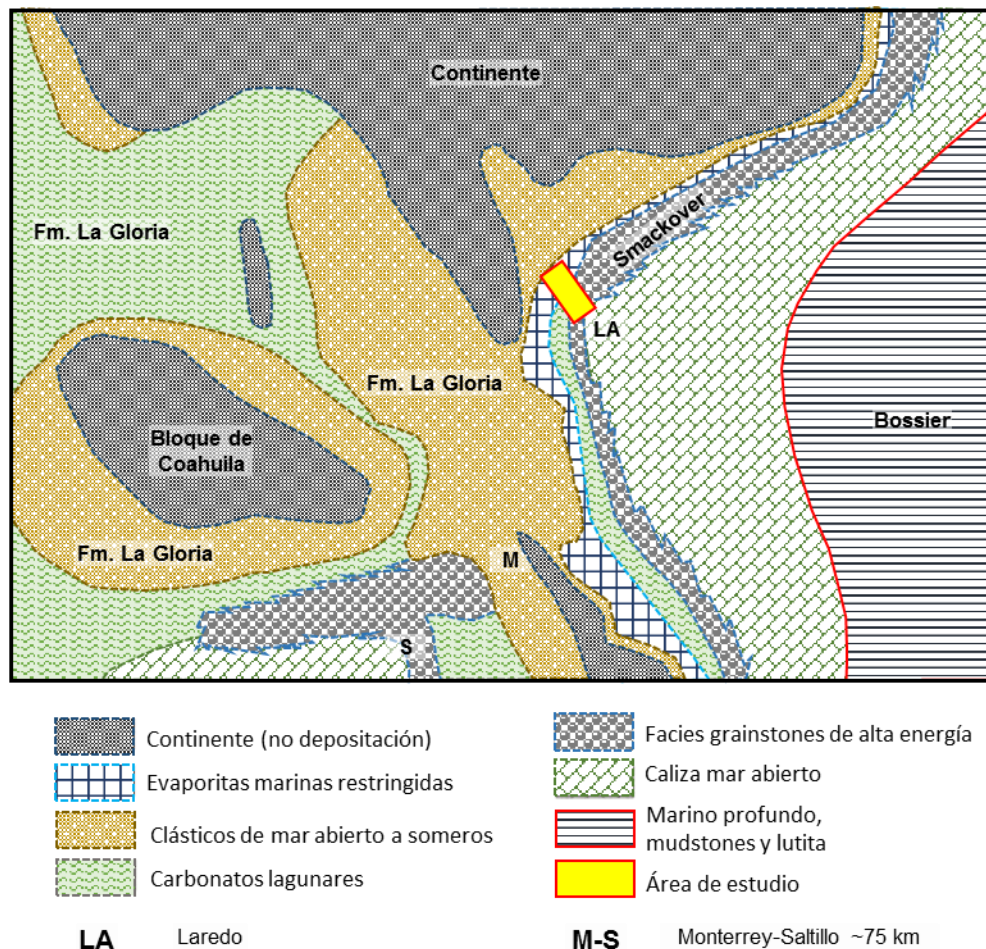 Continente
Smackover
Fm. La Gloria
LA
Fm. La Gloria
Bossier
Bloque de
Coahuila
Fm. La Gloria
M
S
Continente (no depositación)
Evaporitas marinas restringidas
Clásticos de mar abierto a someros
Carbonatos lagunares
Facies grainstones de alta energía
Caliza mar abierto
Marino profundo,
mudstones y lutita
Área de estudio
LA Laredo
M-S Monterrey-Saltillo ~75 km